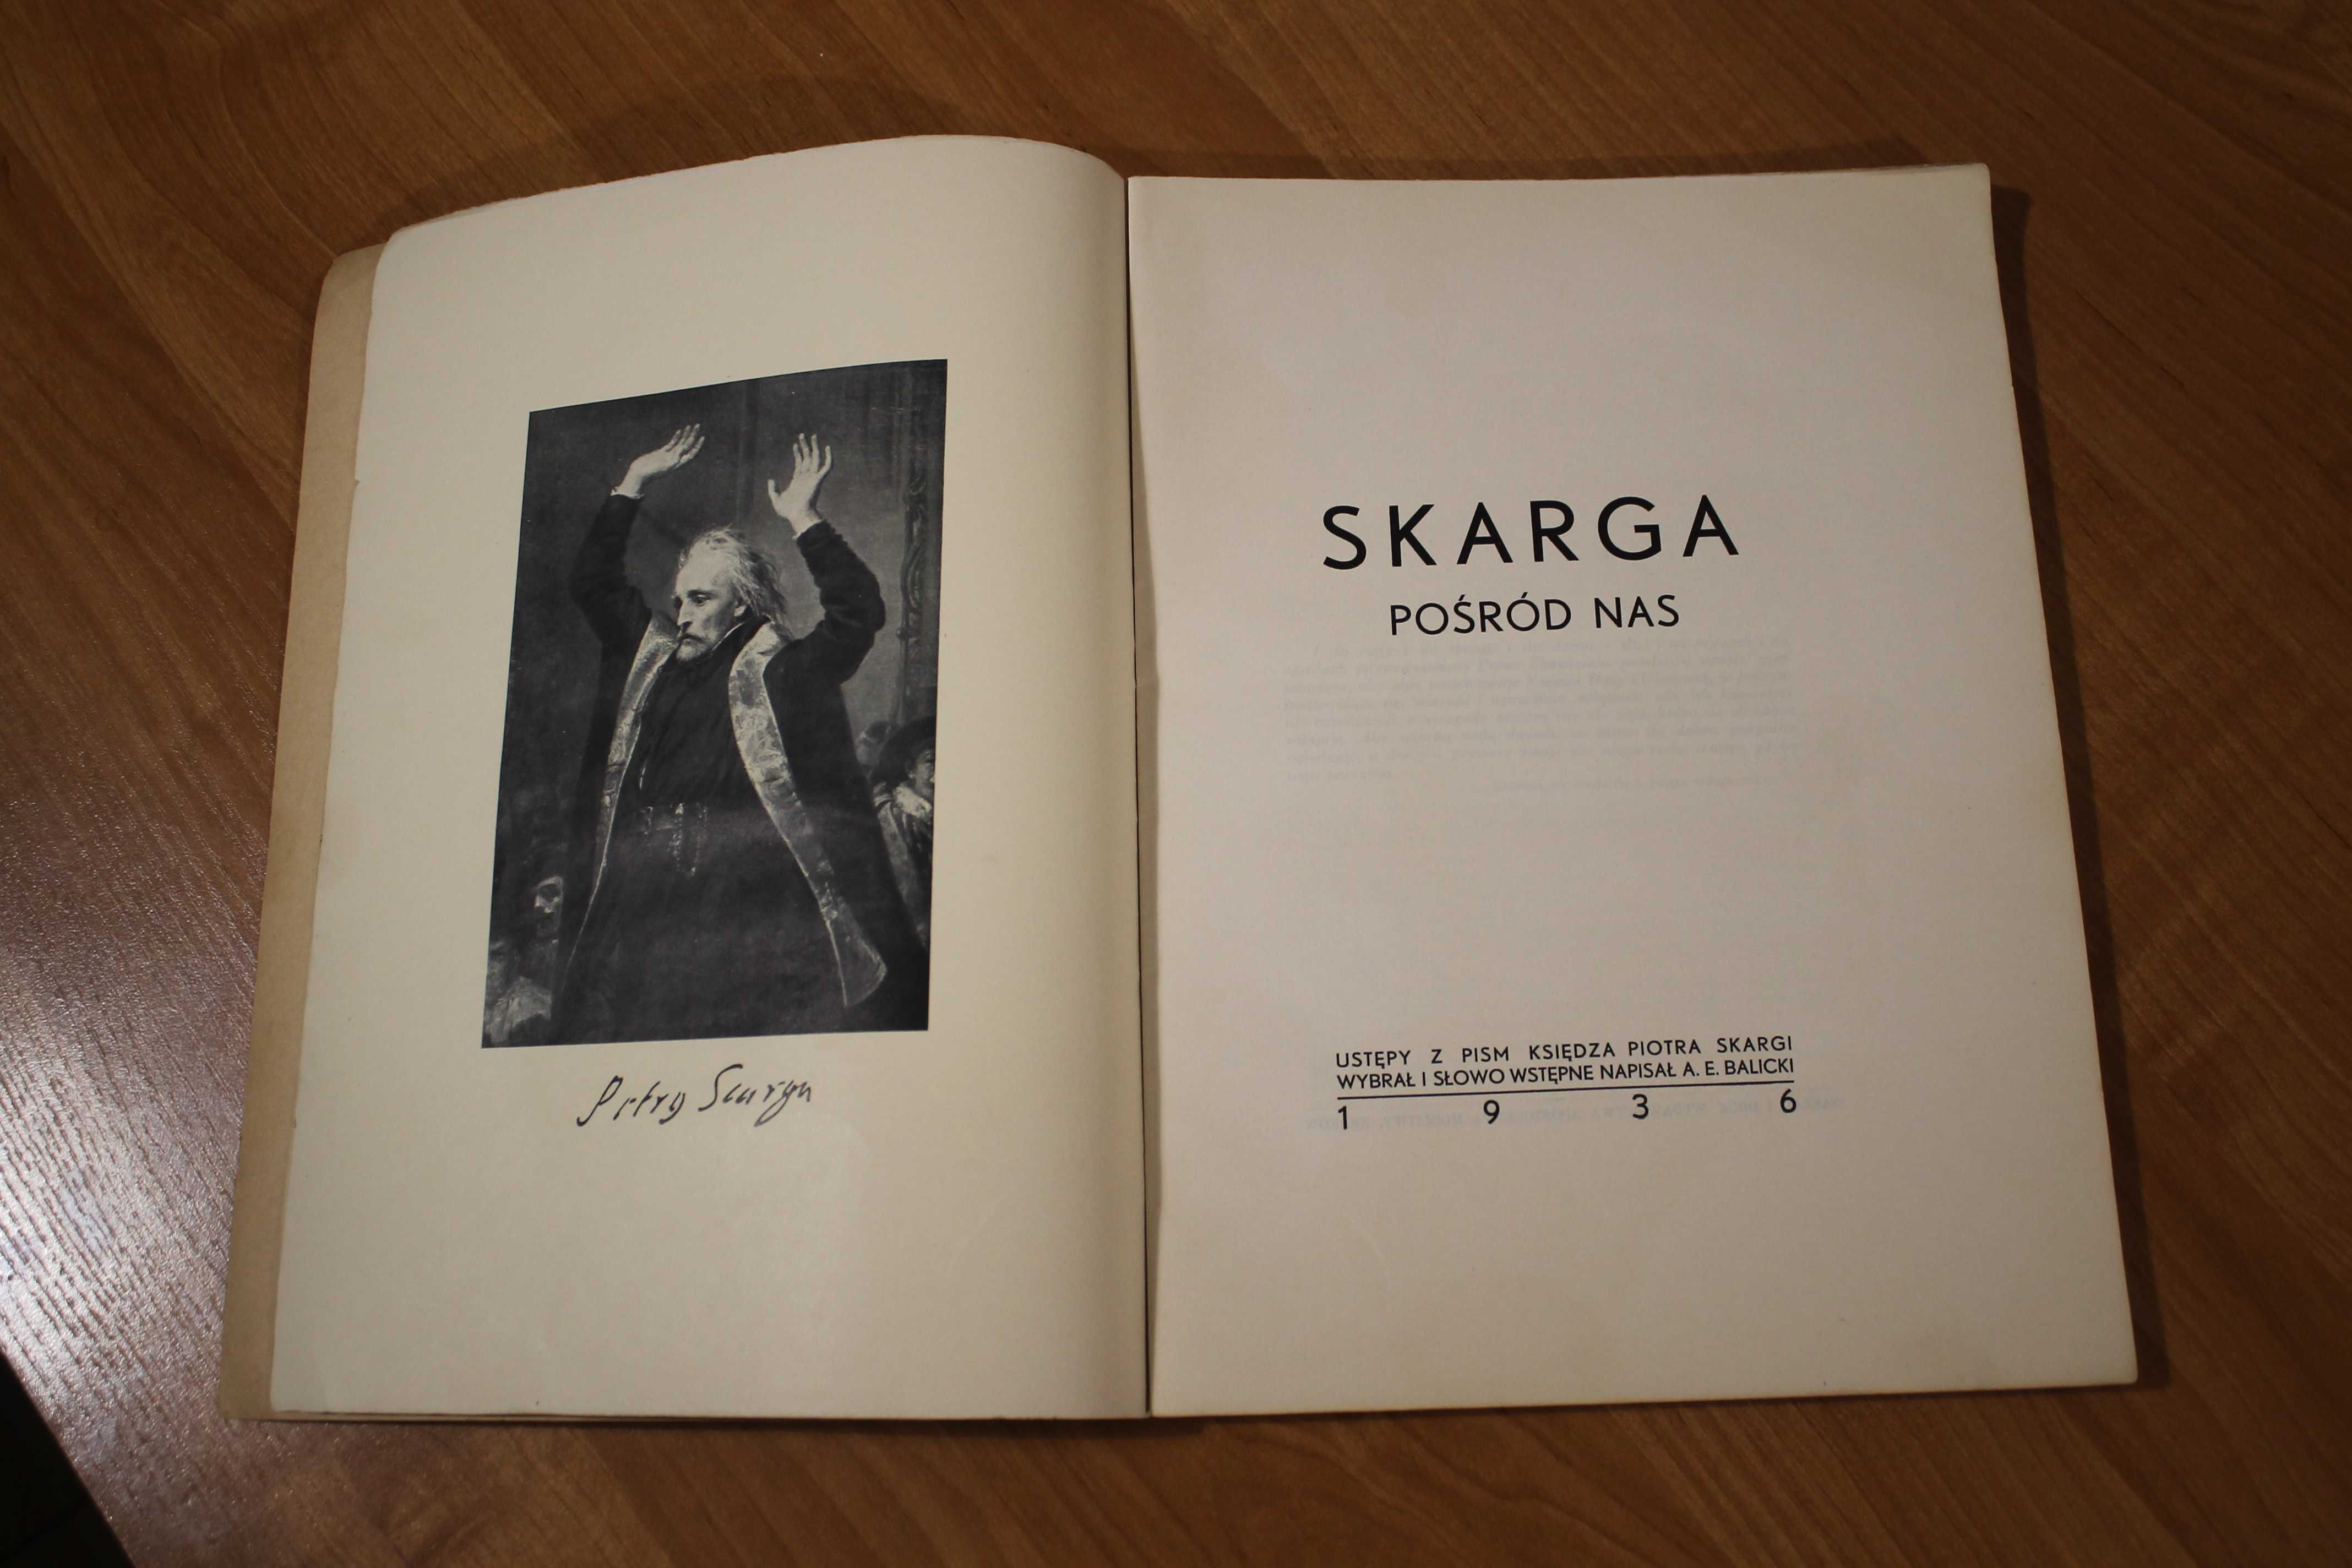 Petrg Scarga
SKARGA
POŚRÓD NAS
USTĘPY Z PISM KSIĘDZA PIOTRA SKARGI
WYBRAŁ I SŁOWO WSTĘPNE NAPISAŁ A. E. BALICKI
1 9 3 6